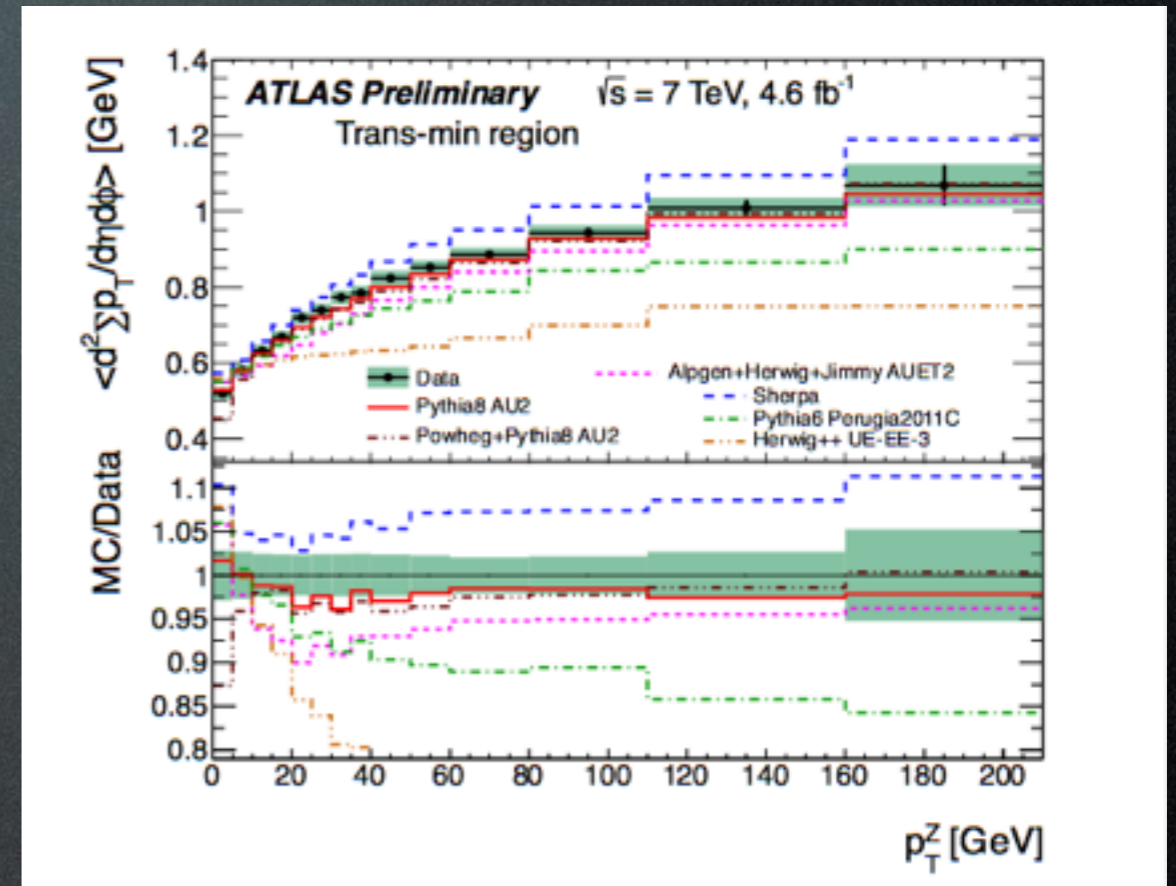 ATLAS Preliminary √s = 7 TeV, 4.6 fb⁻¹
Trans-min region
<d²∑p_T/dηdϕ> [GeV]
1.4
1.2
1
0.8
0.6
0.4
Data
Pythia8 AU2
Powheg+Pythia8 AU2
Alpgen+Herwig+Jimmy AUET2
Sherpa
Pythia6 Perugia2011C
Herwig++ UE-EE-3
MC/Data
1.1
1.05
1
0.95
0.9
0.85
0.8
0 20 40 60 80 100 120 140 160 180 200
p_T^Z [GeV]